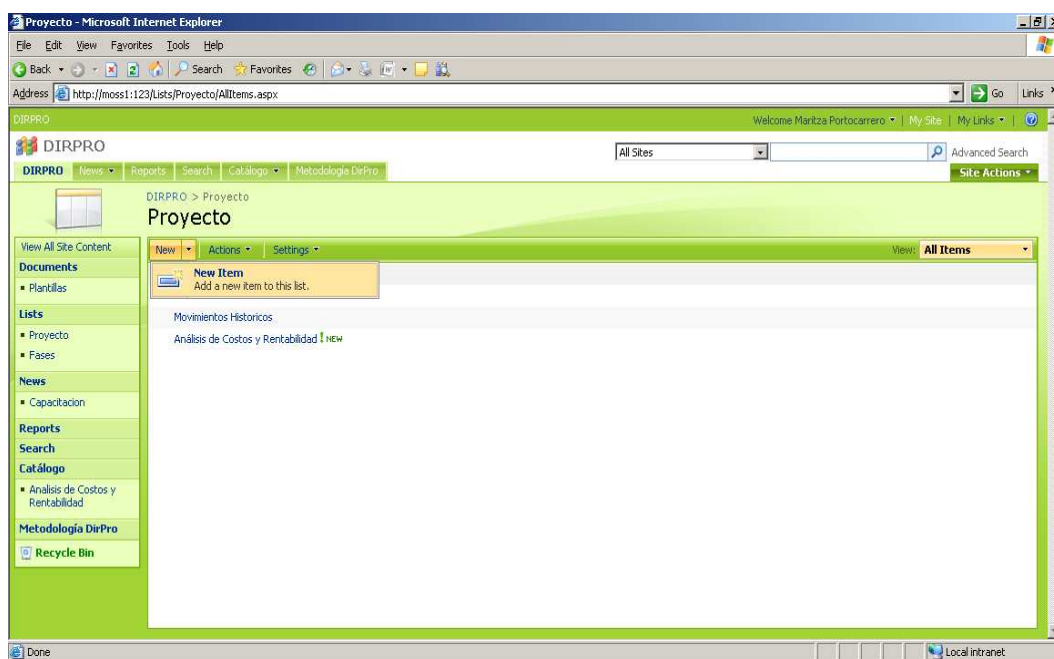 Proyecto - Microsoft Internet Explorer
File Edit View Favorites Tools Help
Back Search Favorites
Address http://moss1:123/Lists/Proyecto/AllItems.aspx Go Links
DIRPRO Welcome Maritza Portocarrero | My Site | My Links |
DIRPRO All Sites Advanced Search
DIRPRO News Reports Search Catálogo Metodología DirPro Site Actions
DIRPRO > Proyecto
Proyecto
View All Site Content New Actions Settings View: All Items
Documents
Plantillas
Lists
Proyecto
Fases
News
Capacitacion
Reports
Search
Catálogo
Analisis de Costos y
Rentabilidad
Metodología DirPro
Recycle Bin
New Item
Add a new item to this list.
Movimientos Historicos
Análisis de Costos y Rentabilidad ! NEW
Done Local intranet